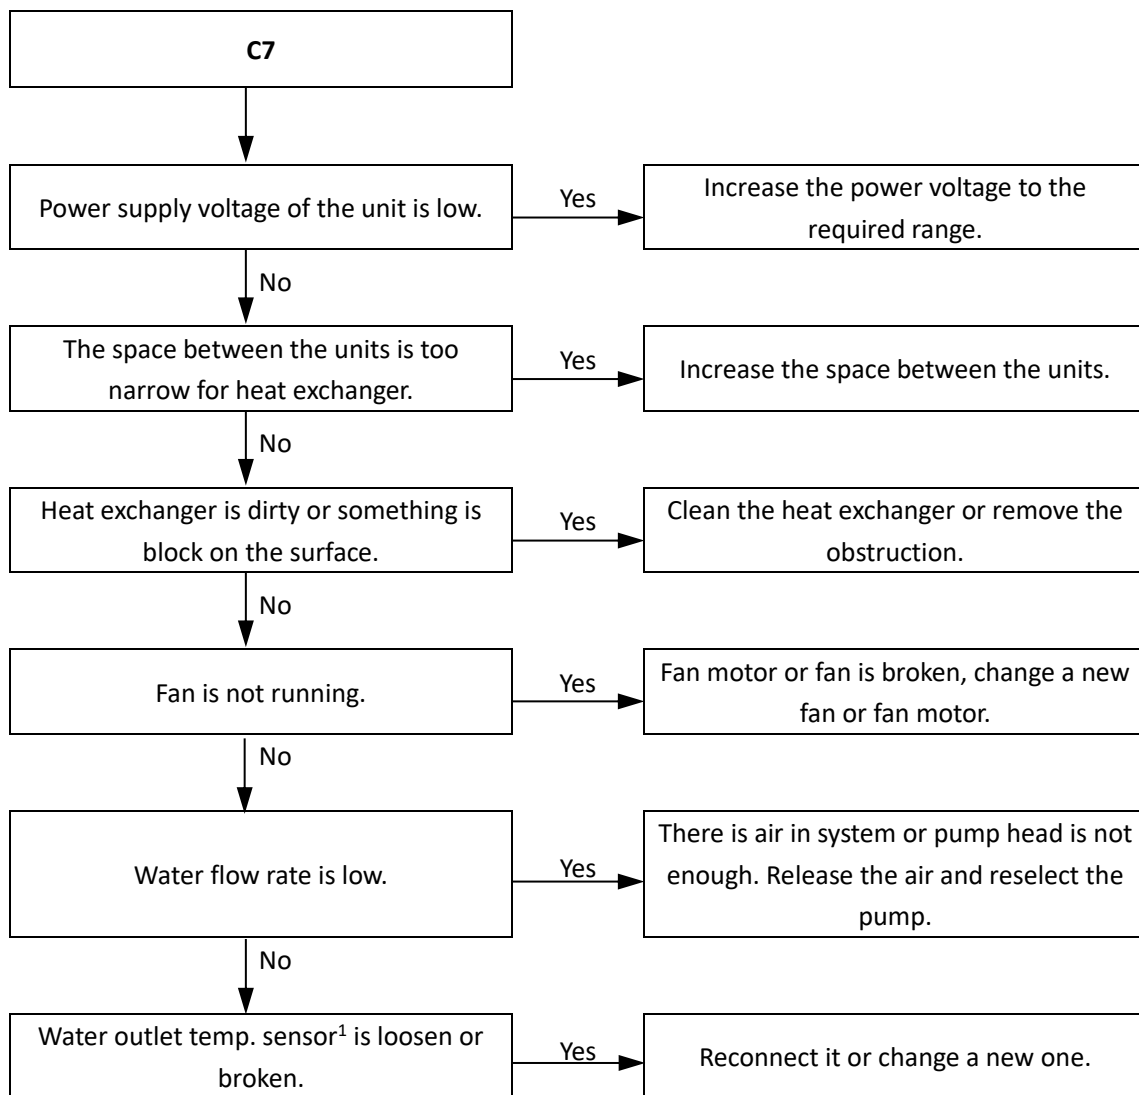 C7
Power supply voltage of the unit is low.
Yes
Increase the power voltage to the
required range.
No
The space between the units is too
narrow for heat exchanger.
Yes
Increase the space between the units.
No
Heat exchanger is dirty or something is
block on the surface.
Yes
Clean the heat exchanger or remove the
obstruction.
No
Fan is not running.
Yes
Fan motor or fan is broken, change a new
fan or fan motor.
No
Water flow rate is low.
Yes
There is air in system or pump head is not
enough. Release the air and reselect the
pump.
No
Water outlet temp. sensor¹ is loosen or
broken.
Yes
Reconnect it or change a new one.